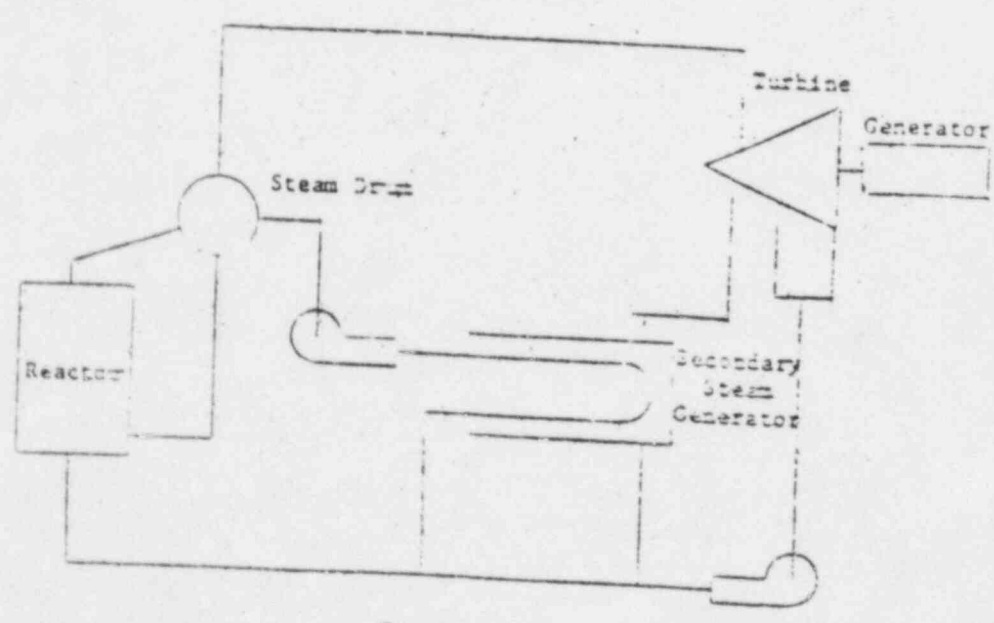 Turbine
Generator
Steam Drum
Reactor
Secondary
Steam
Generator